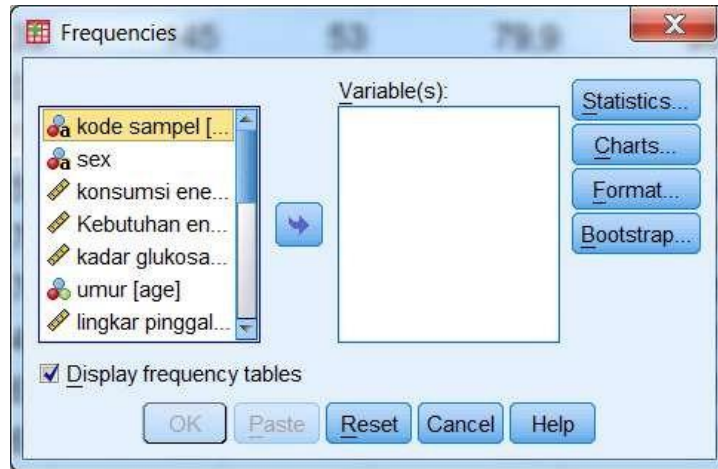 Frequencies
Variable(s):
kode sampel [...
sex
konsumsi ene...
Kebutuhan en...
kadar glukosa...
umur [age]
lingkar pinggal...
Statistics...
Charts...
Format...
Bootstrap...
Display frequency tables
OK Paste Reset Cancel Help